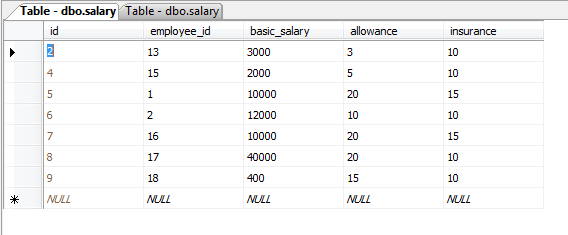 Table - dbo.salary Table - dbo.salary
id employee_id basic_salary allowance insurance
2 13 3000 3 10
4 15 2000 5 10
5 1 10000 20 15
6 2 12000 10 10
7 16 10000 20 15
8 17 40000 20 10
9 18 400 15 10
NULL NULL NULL NULL NULL